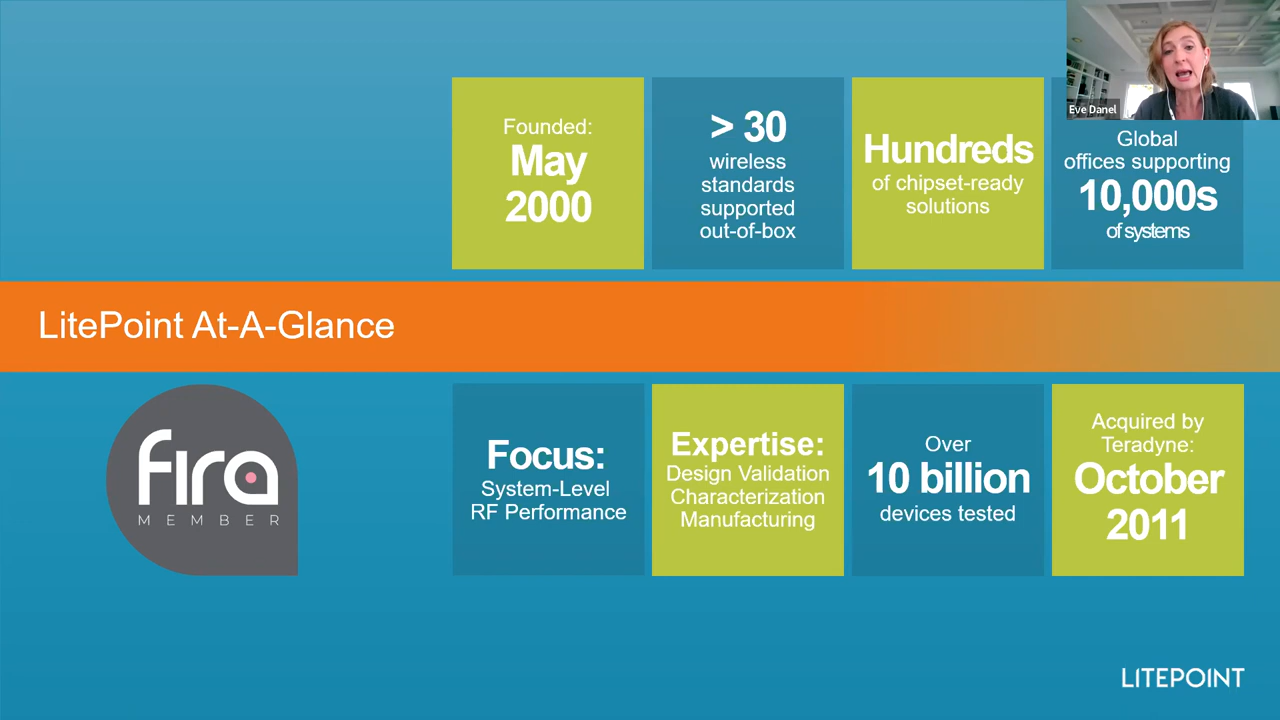 Eve Danel
Founded:
May
2000
> 30
wireless
standards
supported
out-of-box
Hundreds
of chipset-ready
solutions
Global
offices supporting
10,000s
of systems
LitePoint At-A-Glance
fira
MEMBER
Focus:
System-Level
RF Performance
Expertise:
Design Validation
Characterization
Manufacturing
Over
10 billion
devices tested
Acquired by
Teradyne:
October
2011
LITEPOINT